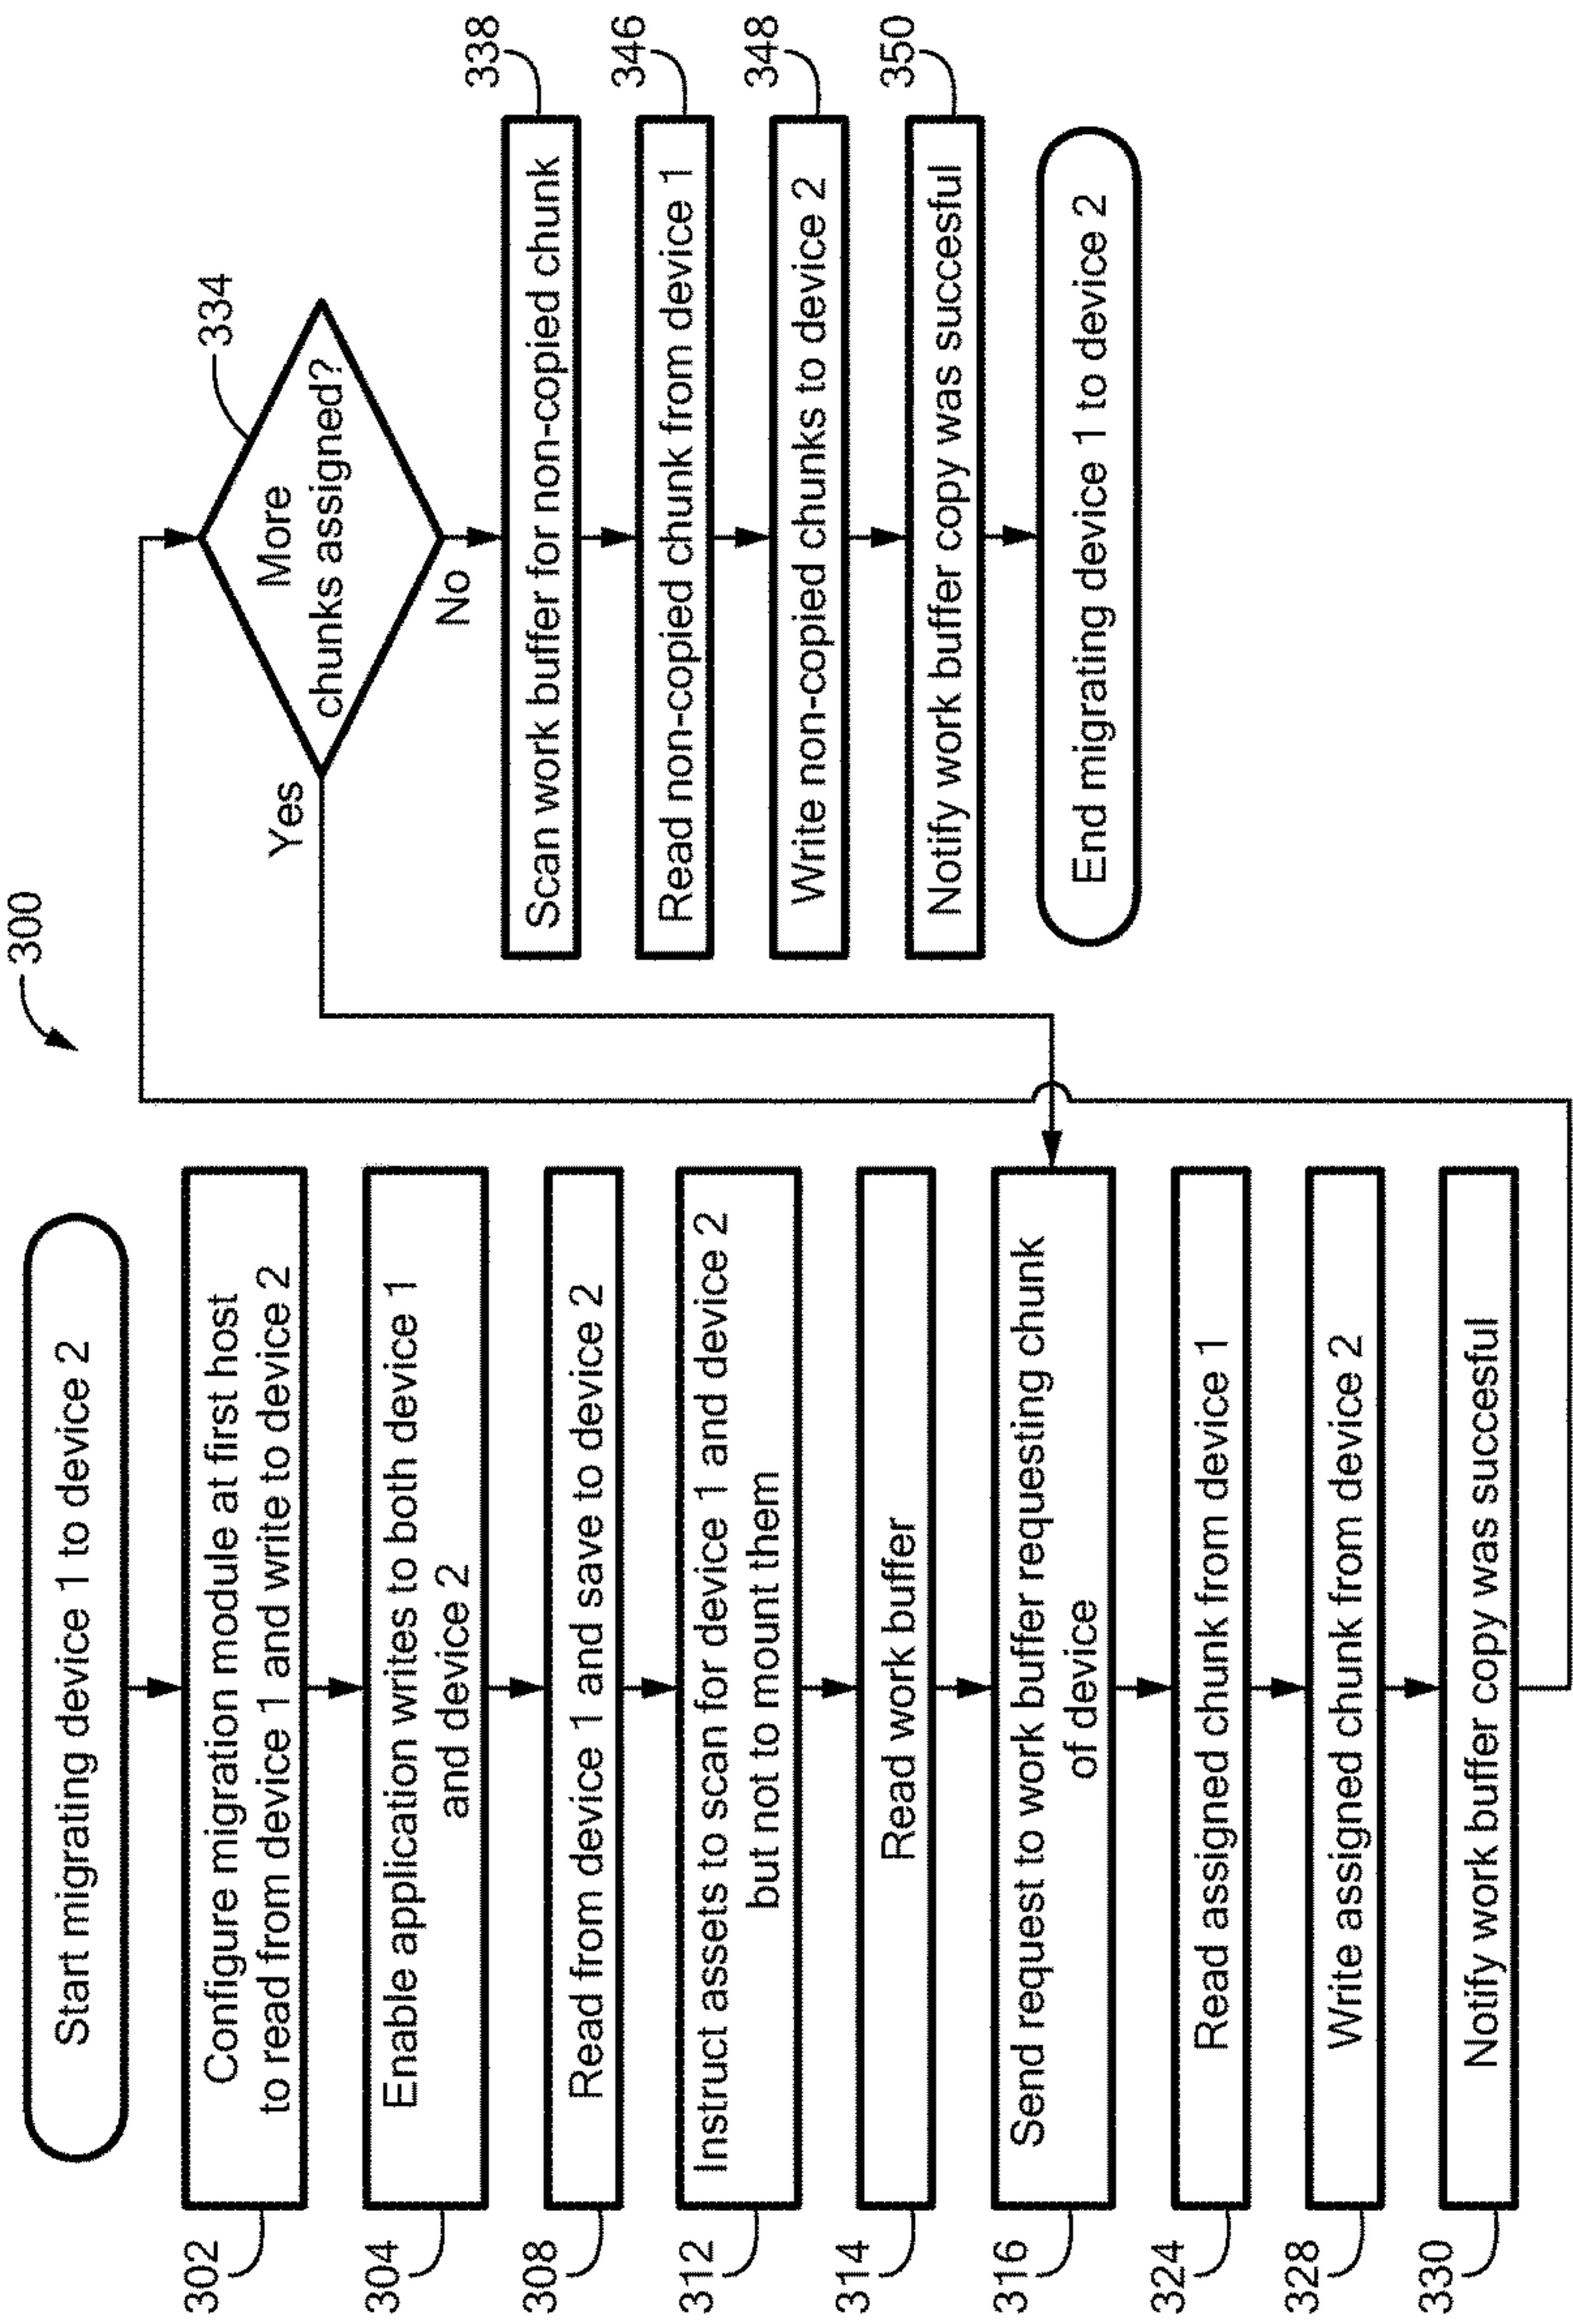 300
Start migrating device 1 to device 2
302
Configure migration module at first host
to read from device 1 and write to device 2
304
Enable application writes to both device 1
and device 2
308
Read from device 1 and save to device 2
312
Instruct assets to scan for device 1 and device 2
but not to mount them
314
Read work buffer
316
Send request to work buffer requesting chunk
of device
324
Read assigned chunk from device 1
328
Write assigned chunk from device 2
330
Notify work buffer copy was succesful
334
More
chunks assigned?
Yes
No
338
Scan work buffer for non-copied chunk
346
Read non-copied chunk from device 1
348
Write non-copied chunks to device 2
350
Notify work buffer copy was succesful
End migrating device 1 to device 2